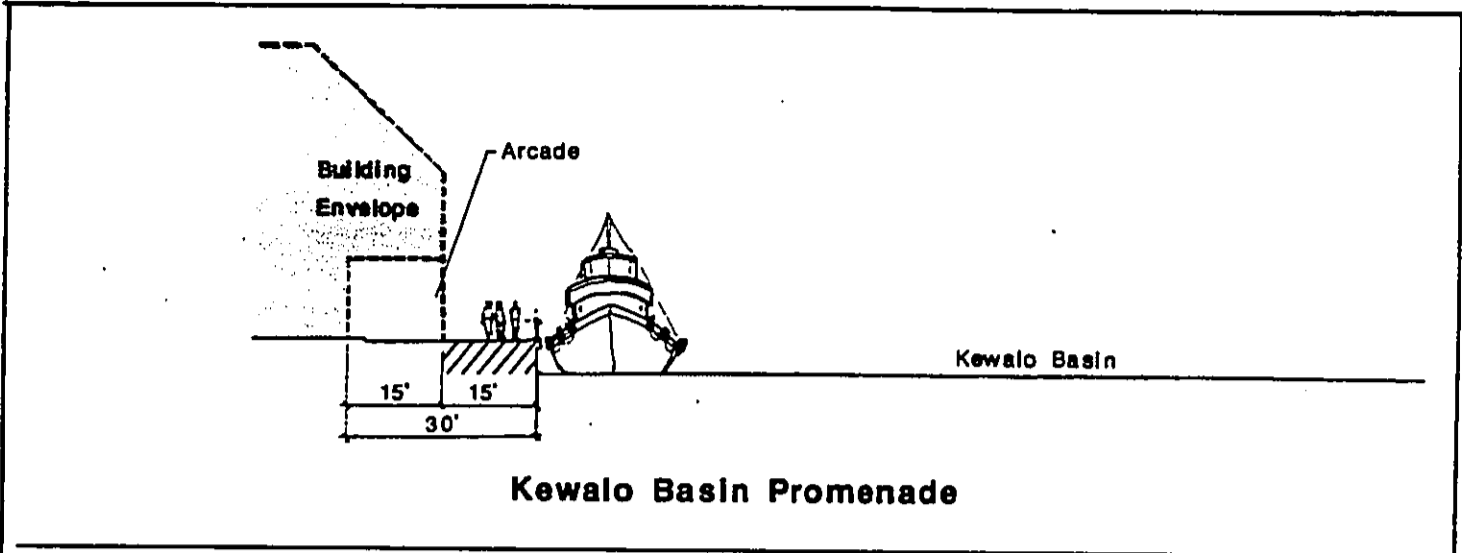 Building
Envelope
Arcade
Kewalo Basin
15'
15'
30'
Kewalo Basin Promenade